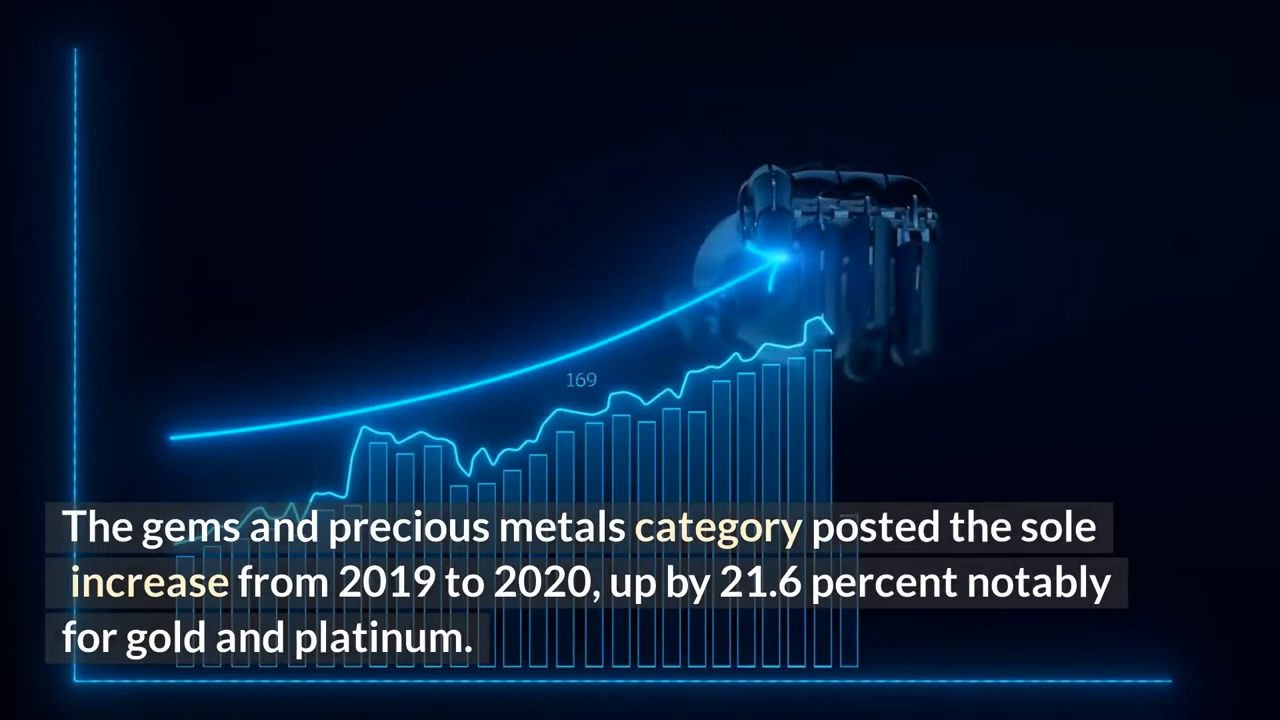 169
The gems and precious metals category posted the sole
increase from 2019 to 2020, up by 21.6 percent notably
for gold and platinum.